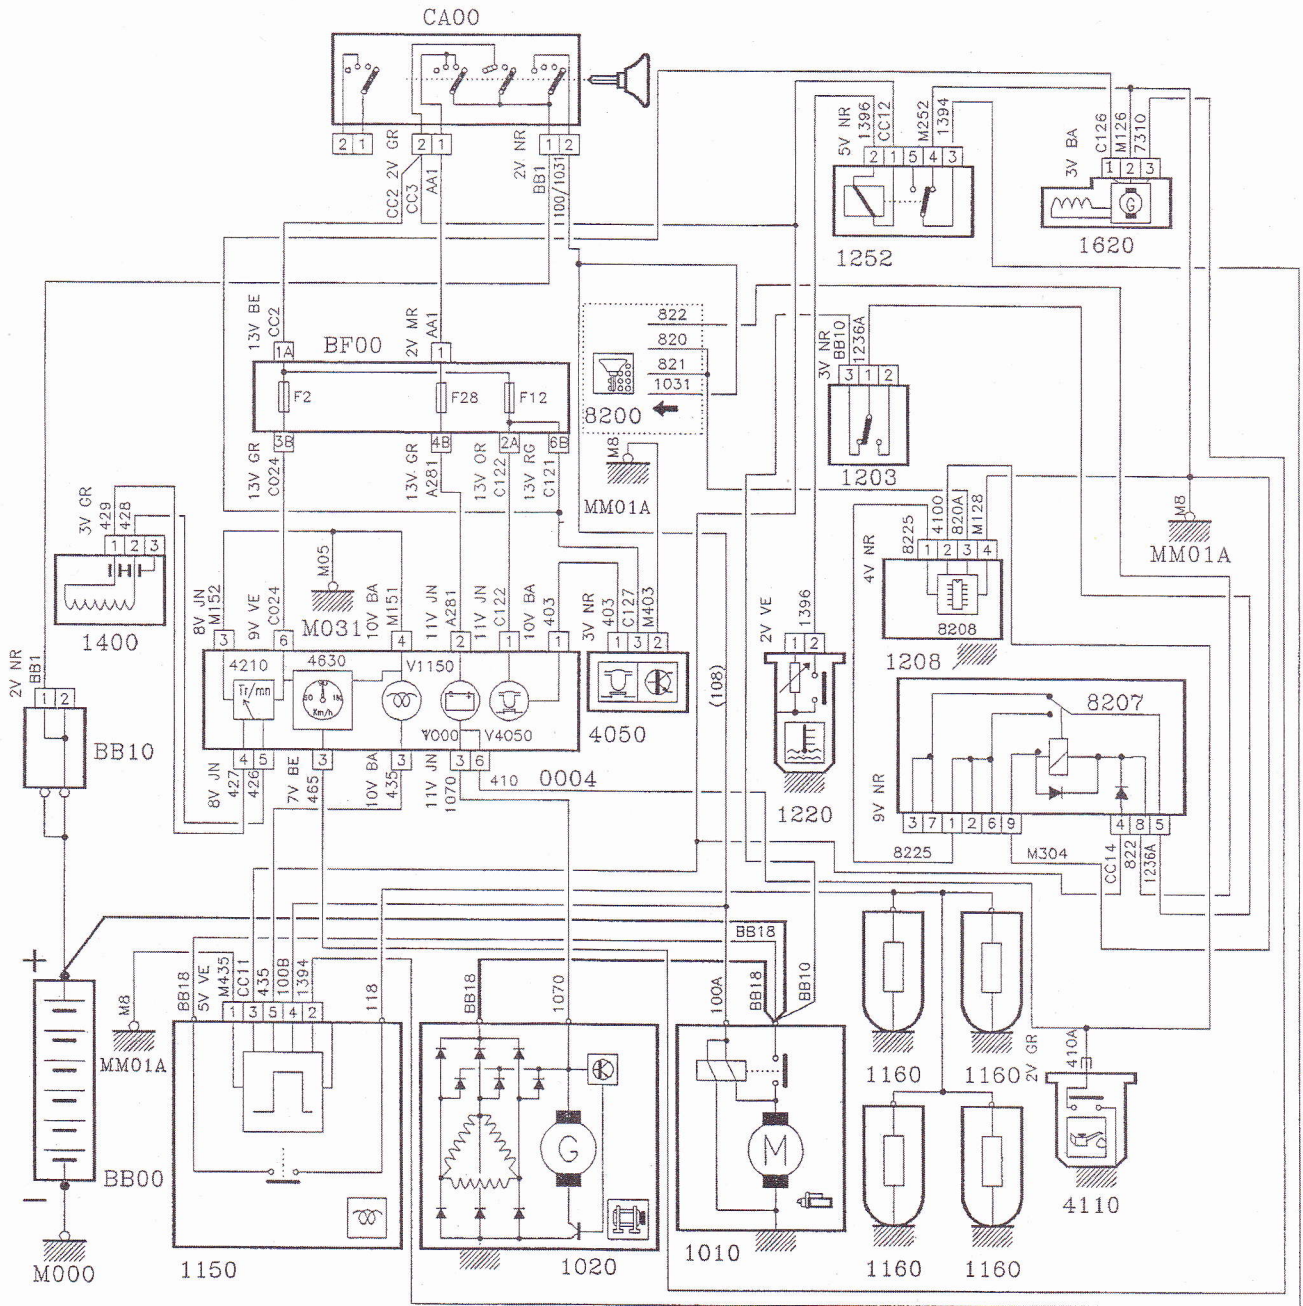 CA00
2 1
2 1
1 2
CC2 2V GR
CC3
AA1
2V NR
BB1
100/1031
5V NR
1396
CC12
M252
1394
2 1 5 4 3
1252
3V BA
C126
M126
7310
1 2 3
G
1620
13V BE
CC2
1A
BF00
2V MR
AA1
1
F2
F28
F12
3B
4B
2A
6B
13V GR
C024
13V GR
A281
13V OR
C122
13V RG
C121
822
820
821
1031
8200
M8
MM01A
3V NR
BB10
1236A
3 1 2
1203
M8
MM01A
4V NR
8225
4100
820A
M128
1 2 3 4
8208
1208
3V GR
429
428
1 2 3
1400
M05
M031
8V JN
M152
3
9V VE
C024
6
10V BA
M151
4
11V JN
A281
2
11V JN
C122
1
10V BA
403
1
3V NR
403
C127
M403
1 3 2
4050
4210
Tr/mn
4630
Km/h
V1150
V000
V4050
4 5
3
3
3 6
8V JN
427
426
7V BE
465
10V BA
435
11V JN
1070
410
0004
(108)
2V VE
1396
1 2
1220
8207
9V NR
3 7 1 2 6 9
4 8 5
8225
M304
CC14
822
1236A
2V NR
BB1
1 2
BB10
+
BB00
−
M000
M8
MM01A
BB18
5V VE
M435
CC11
435
100B
1394
1 3 5 4 2
118
1150
BB18
1070
G
1020
BB18
100A
BB18
BB10
M
1010
1160
1160
1160
1160
2V GR
410A
4110